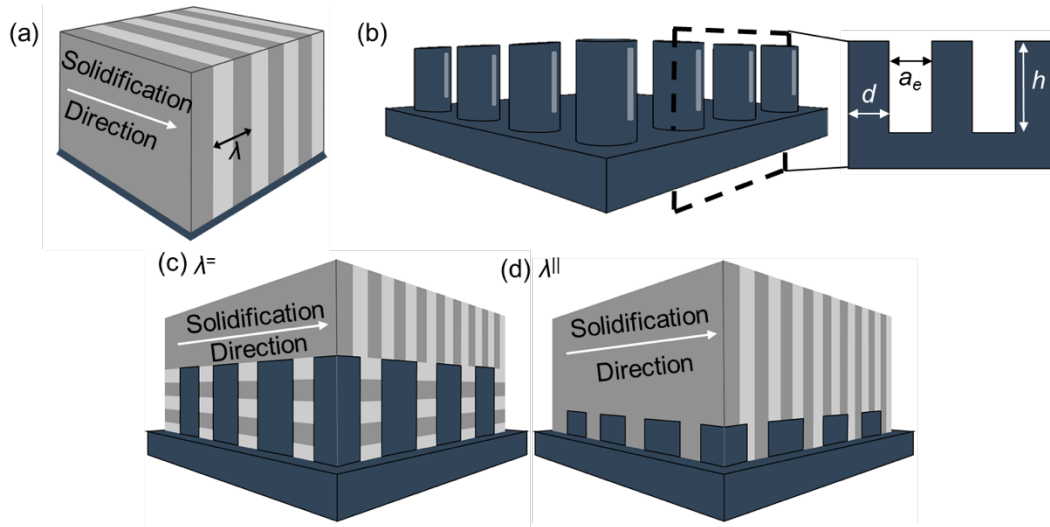 (a)
Solidification
Direction
λ
(b)
d
a_e
h
(c) λ⁼
Solidification
Direction
(d) λ^||
Solidification
Direction